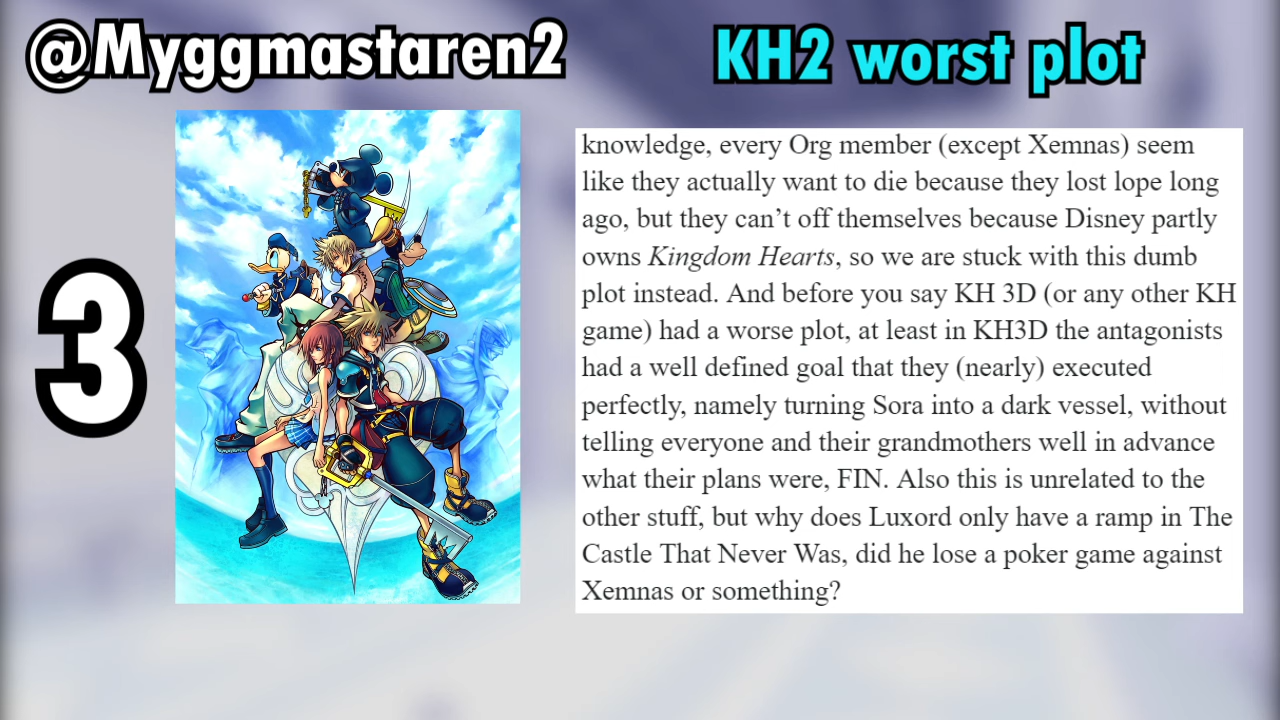 @Myggmastaren2
KH2 worst plot
3
knowledge, every Org member (except Xemnas) seem
like they actually want to die because they lost lope long
ago, but they can’t off themselves because Disney partly
owns Kingdom Hearts, so we are stuck with this dumb
plot instead. And before you say KH 3D (or any other KH
game) had a worse plot, at least in KH3D the antagonists
had a well defined goal that they (nearly) executed
perfectly, namely turning Sora into a dark vessel, without
telling everyone and their grandmothers well in advance
what their plans were, FIN. Also this is unrelated to the
other stuff, but why does Luxord only have a ramp in The
Castle That Never Was, did he lose a poker game against
Xemnas or something?